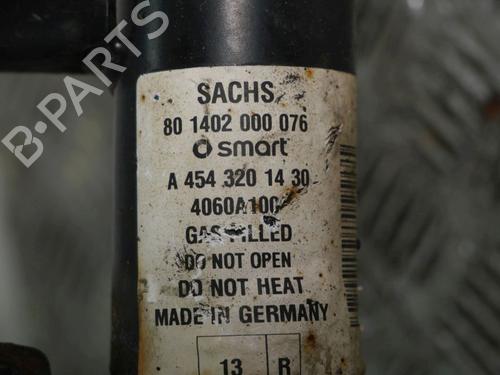 SACHS
80 1402 000 076
smart
A 454 320 14 30
4060A100
GAS FILLED
DO NOT OPEN
DO NOT HEAT
MADE IN GERMANY
13 R